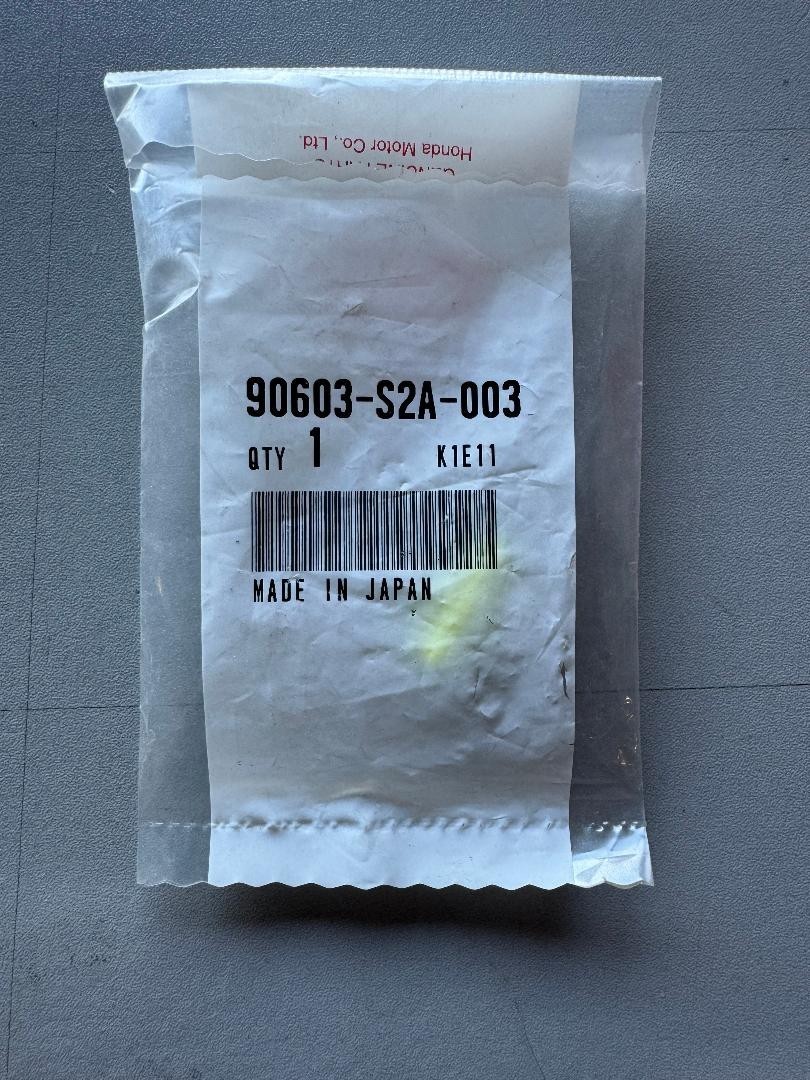 Honda Motor Co., Ltd.
90603-S2A-003
QTY 1 K1E11
MADE IN JAPAN